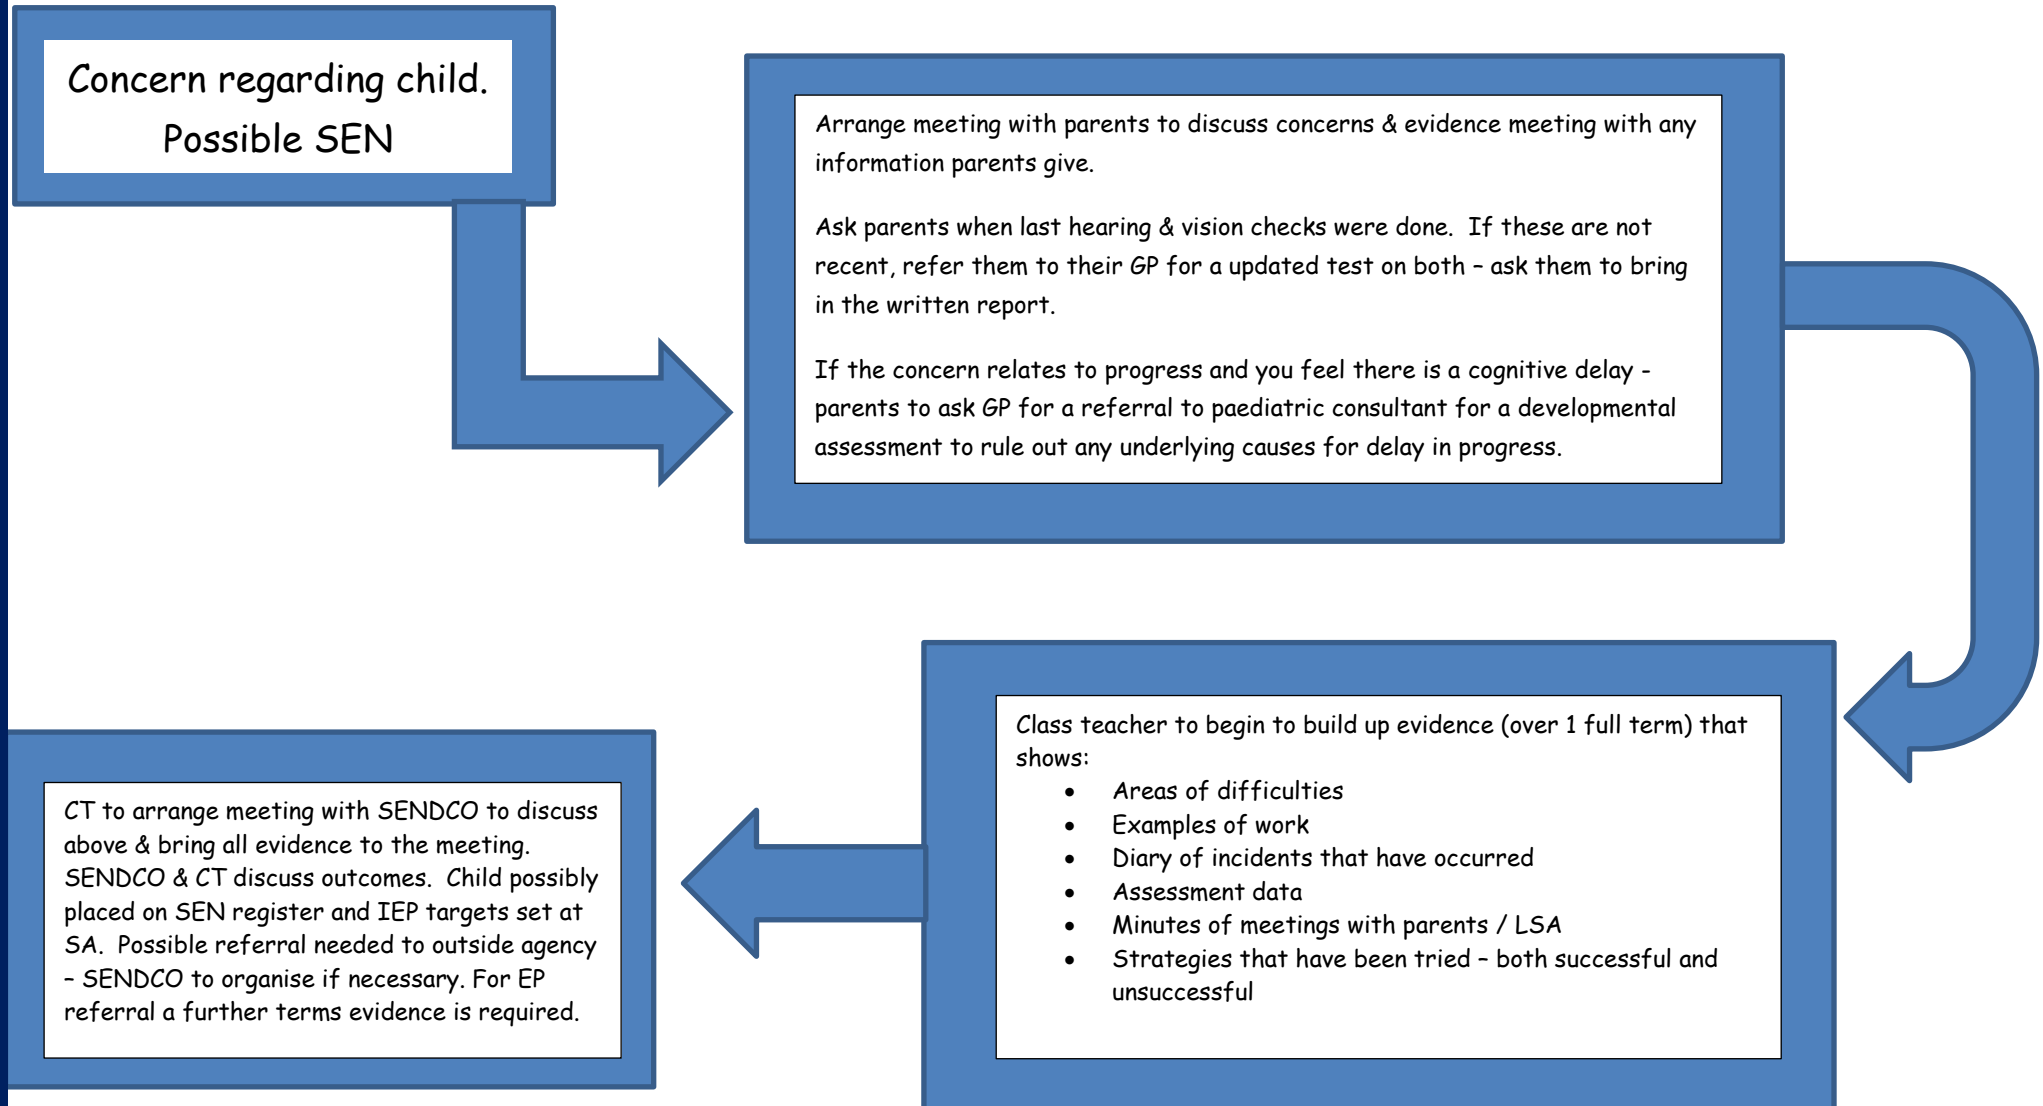 Concern regarding child.
Possible SEN
Arrange meeting with parents to discuss concerns & evidence meeting with any
information parents give.
Ask parents when last hearing & vision checks were done.  If these are not
recent, refer them to their GP for a updated test on both – ask them to bring
in the written report.
If the concern relates to progress and you feel there is a cognitive delay -
parents to ask GP for a referral to paediatric consultant for a developmental
assessment to rule out any underlying causes for delay in progress.
Class teacher to begin to build up evidence (over 1 full term) that
shows:
• Areas of difficulties
• Examples of work
• Diary of incidents that have occurred
• Assessment data
• Minutes of meetings with parents / LSA
• Strategies that have been tried – both successful and
unsuccessful
CT to arrange meeting with SENDCO to discuss
above & bring all evidence to the meeting.
SENDCO & CT discuss outcomes.  Child possibly
placed on SEN register and IEP targets set at
SA.  Possible referral needed to outside agency
– SENDCO to organise if necessary. For EP
referral a further terms evidence is required.